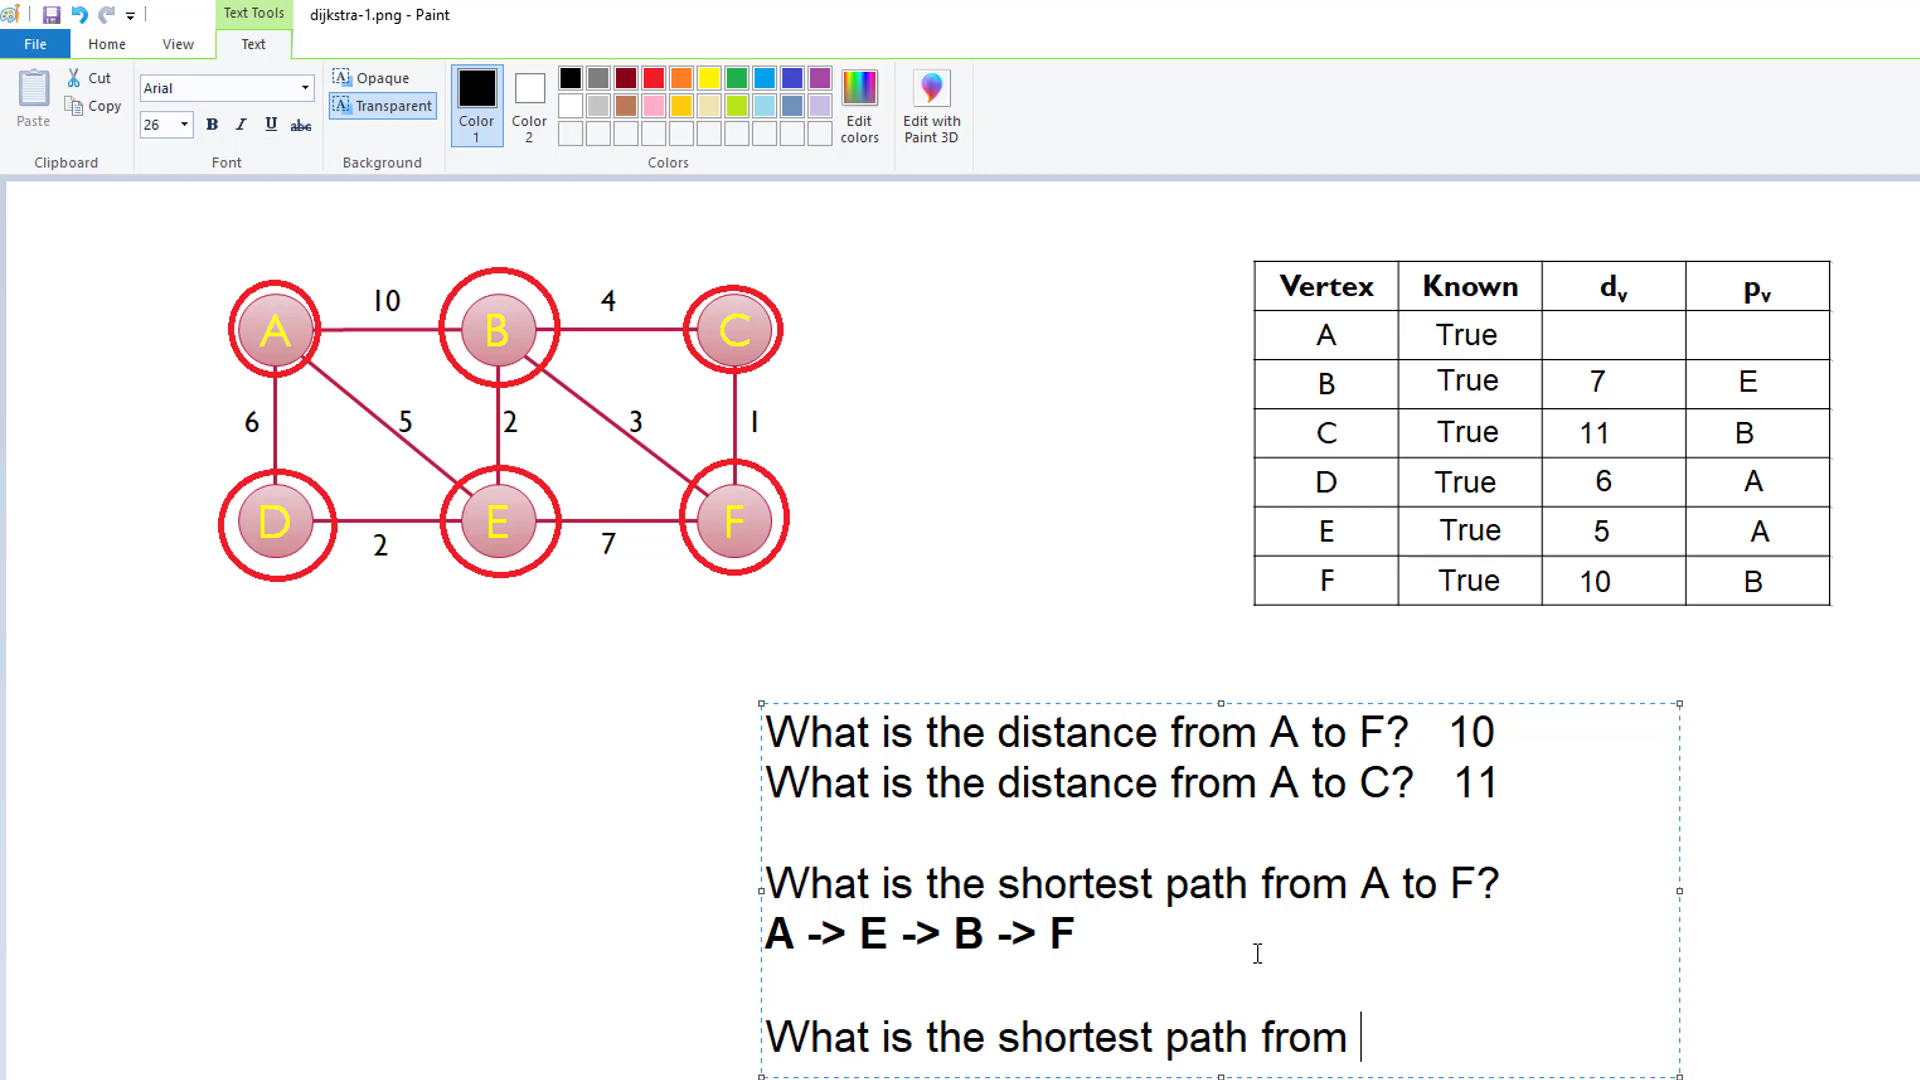 Text Tools
dijkstra-1.png - Paint
File
Home
View
Text
Paste
Cut
Copy
Clipboard
Arial
26
B I U abc
Font
Opaque
Transparent
Background
Color 1
Color 2
Colors
Edit colors
Edit with Paint 3D
10
4
A
B
C
6
5
2
3
1
D
E
F
2
7
Vertex Known dv pv
A True
B True 7 E
C True 11 B
D True 6 A
E True 5 A
F True 10 B
What is the distance from A to F? 10
What is the distance from A to C? 11
What is the shortest path from A to F?
A -> E -> B -> F
What is the shortest path from